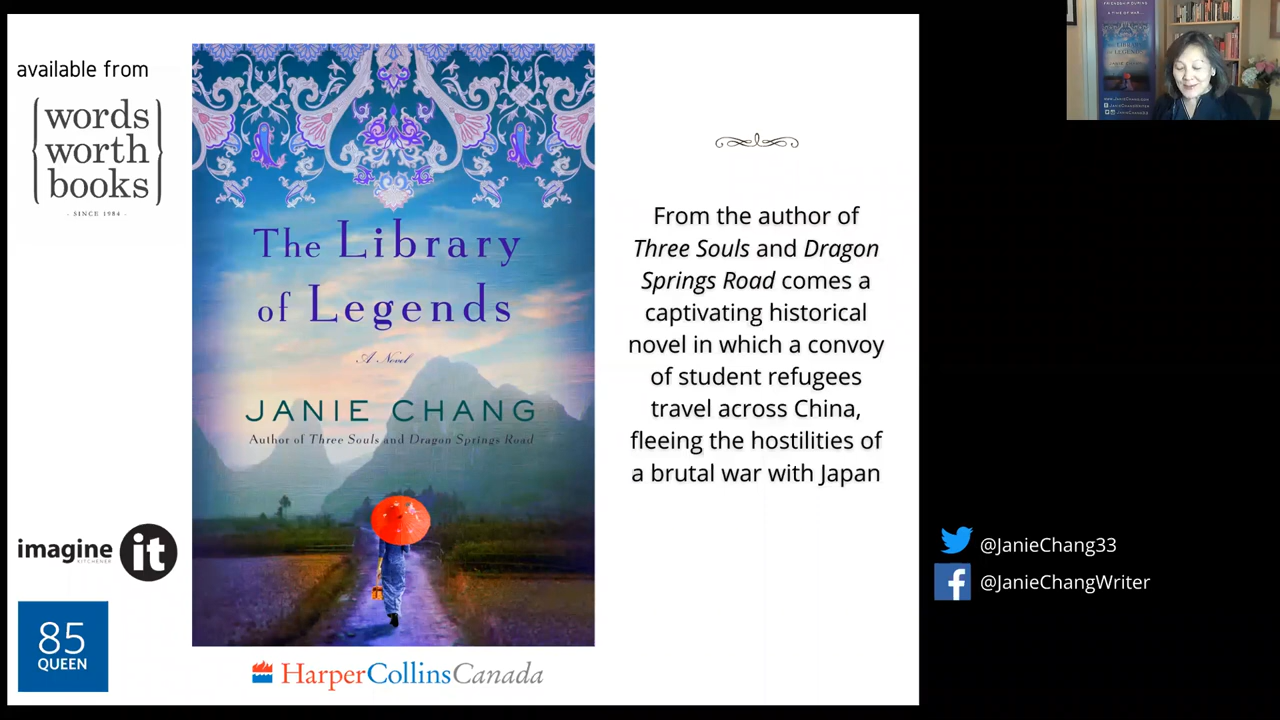 available from
words
worth
books
- SINCE 1984 -
The Library
of Legends
A Novel
JANIE CHANG
Author of Three Souls and Dragon Springs Road
From the author of
Three Souls and Dragon
Springs Road comes a
captivating historical
novel in which a convoy
of student refugees
travel across China,
fleeing the hostilities of
a brutal war with Japan
imagine it
KITCHENER
85
QUEEN
HarperCollinsCanada
@JanieChang33
@JanieChangWriter